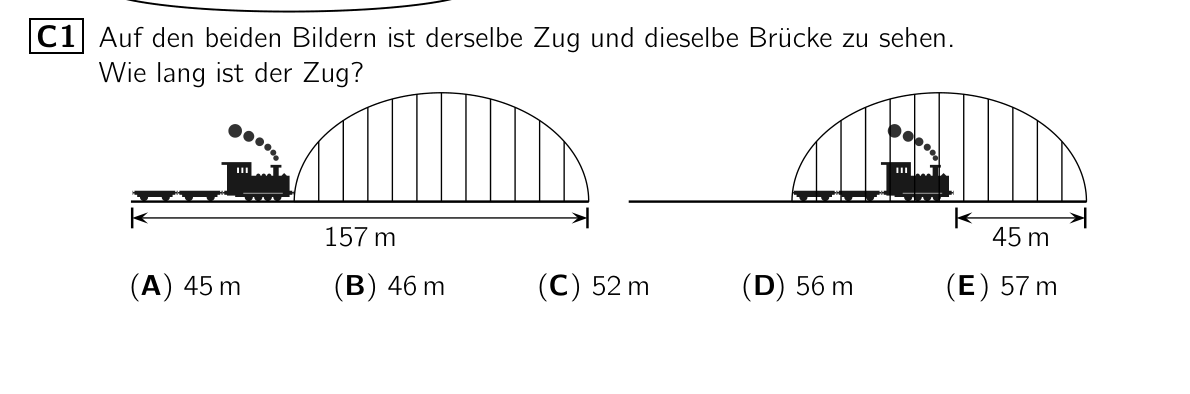 C1 Auf den beiden Bildern ist derselbe Zug und dieselbe Brücke zu sehen.
Wie lang ist der Zug?
157 m
45 m
(A) 45 m (B) 46 m (C) 52 m (D) 56 m (E) 57 m